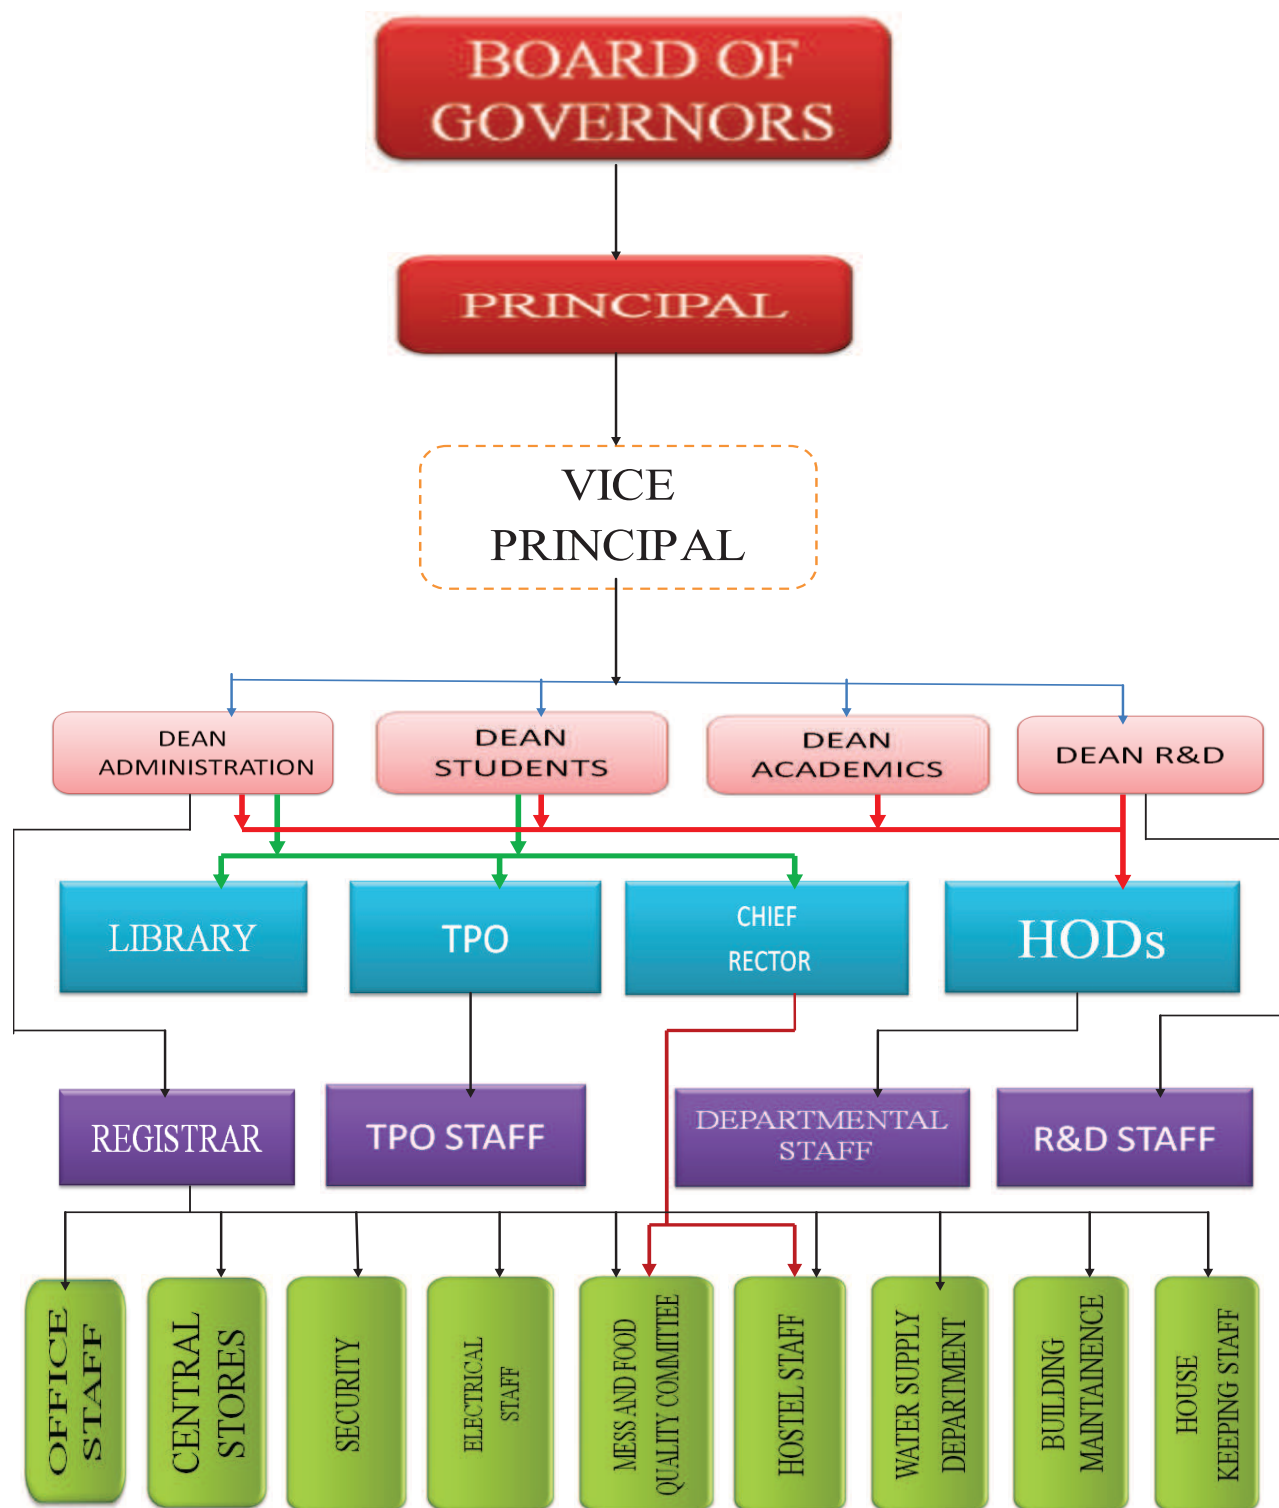 BOARD OF
GOVERNORS
PRINCIPAL
VICE
PRINCIPAL
DEAN
ADMINISTRATION
DEAN
STUDENTS
DEAN
ACADEMICS
DEAN R&D
LIBRARY
TPO
CHIEF
RECTOR
HODs
REGISTRAR
TPO STAFF
DEPARTMENTAL
STAFF
R&D STAFF
OFFICE
STAFF
CENTRAL
STORES
SECURITY
ELECTRICAL
STAFF
MESS AND FOOD
QUALITY COMMITTEE
HOSTEL STAFF
WATER SUPPLY
DEPARTMENT
BUILDING
MAINTAINENCE
HOUSE
KEEPING STAFF